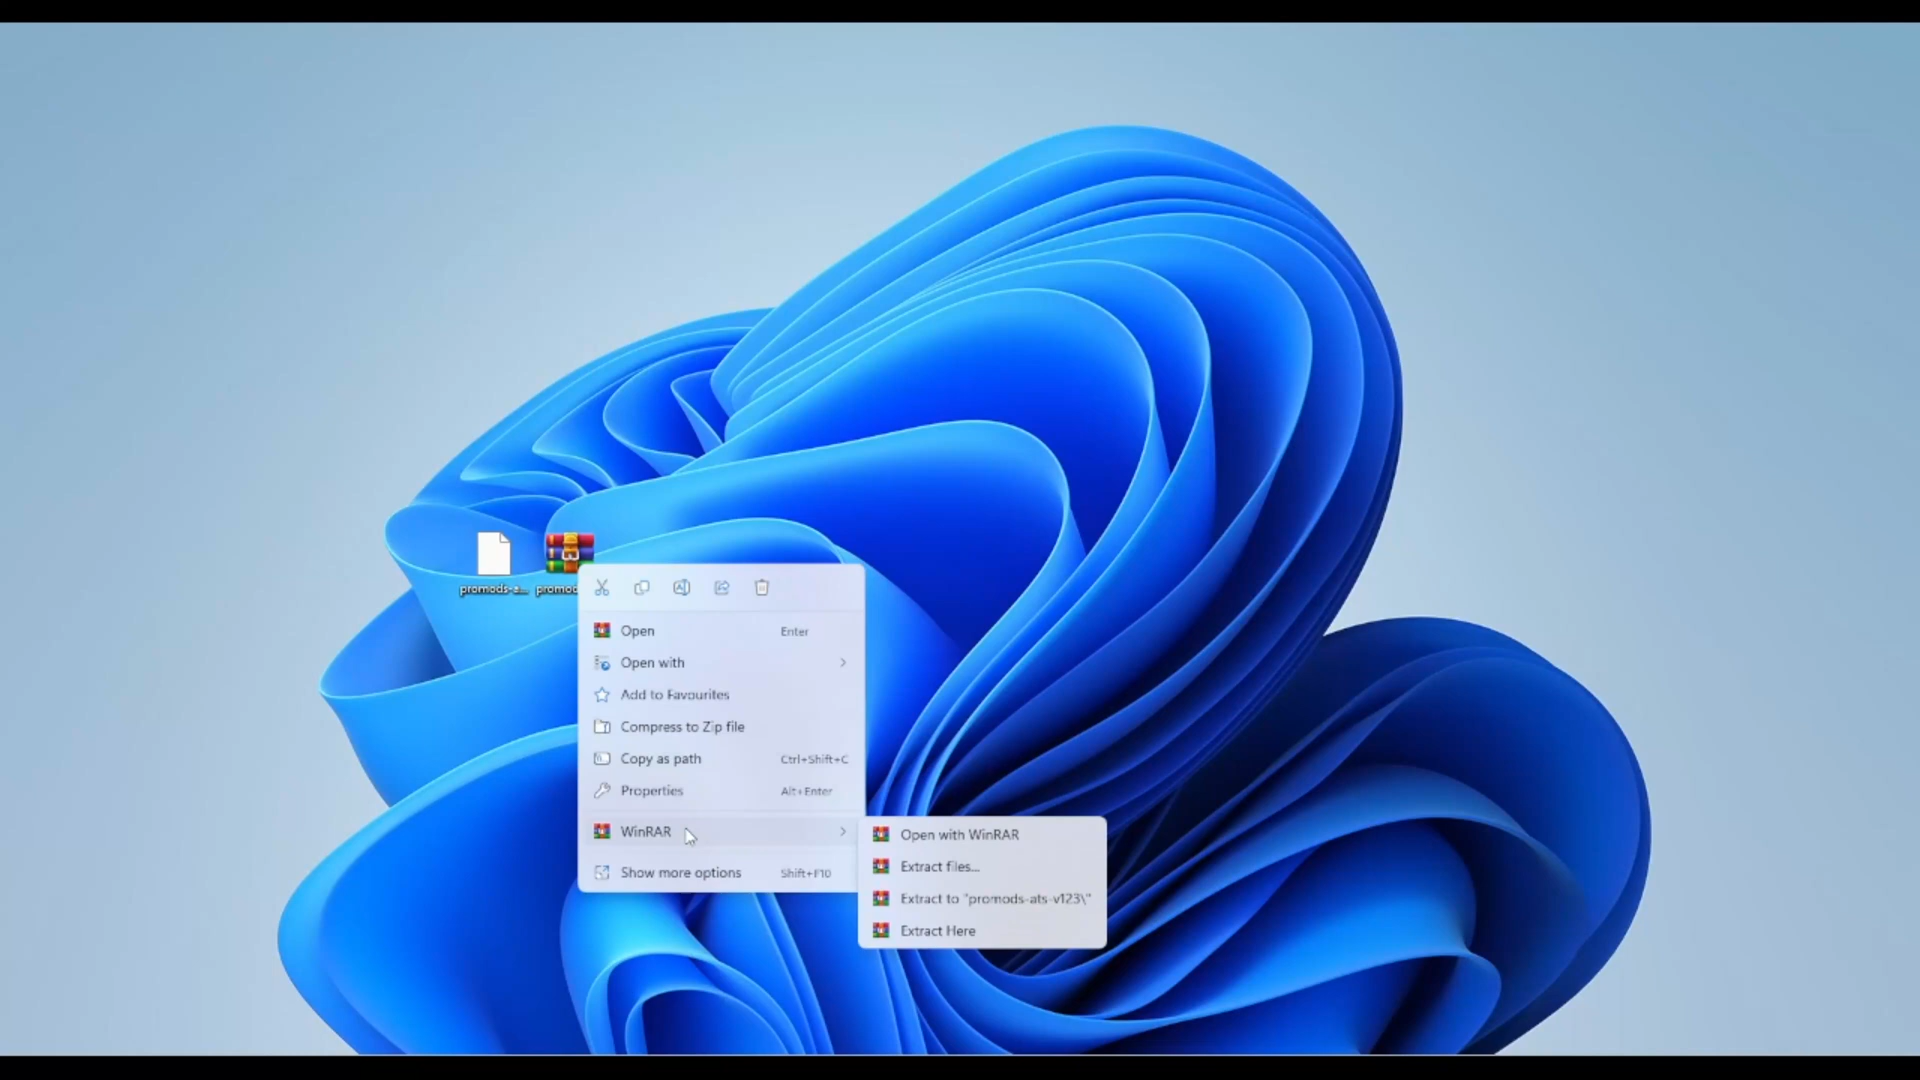 promods-a...
promod
Open Enter
Open with
Add to Favourites
Compress to Zip file
Copy as path Ctrl+Shift+C
Properties Alt+Enter
WinRAR
Show more options Shift+F10
Open with WinRAR
Extract files...
Extract to "promods-ats-v123\"
Extract Here